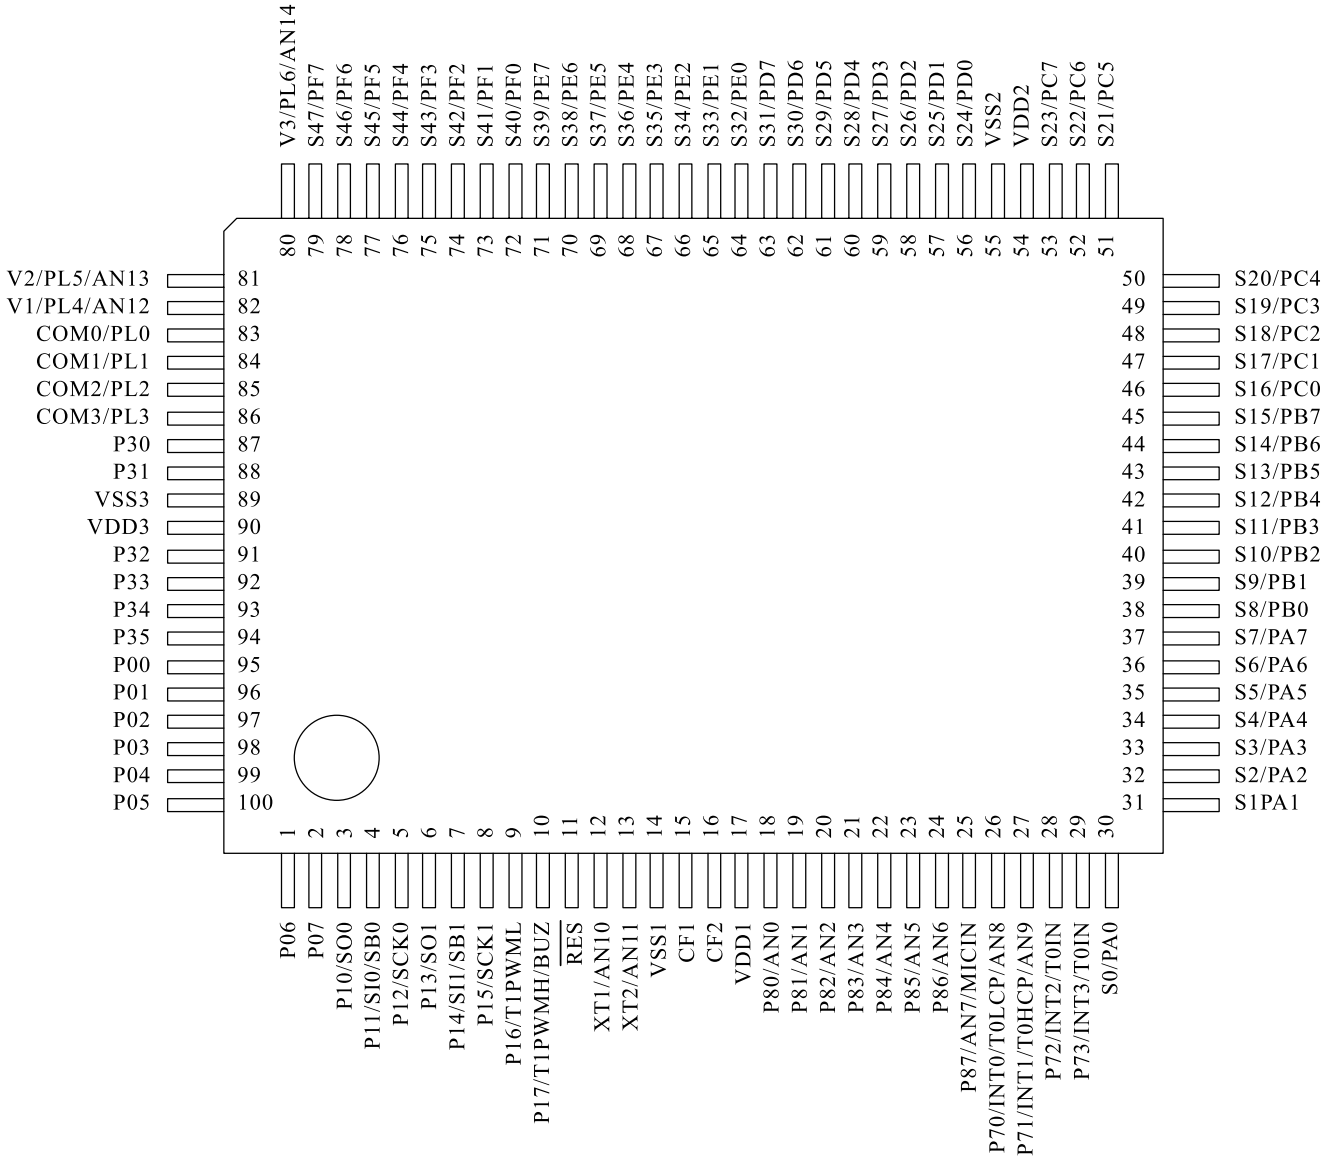 V3/PL6/AN14
S47/PF7
S46/PF6
S45/PF5
S44/PF4
S43/PF3
S42/PF2
S41/PF1
S40/PF0
S39/PE7
S38/PE6
S37/PE5
S36/PE4
S35/PE3
S34/PE2
S33/PE1
S32/PE0
S31/PD7
S30/PD6
S29/PD5
S28/PD4
S27/PD3
S26/PD2
S25/PD1
S24/PD0
VSS2
VDD2
S23/PC7
S22/PC6
S21/PC5
80
79
78
77
76
75
74
73
72
71
70
69
68
67
66
65
64
63
62
61
60
59
58
57
56
55
54
53
52
51
V2/PL5/AN13 81
V1/PL4/AN12 82
COM0/PL0 83
COM1/PL1 84
COM2/PL2 85
COM3/PL3 86
P30 87
P31 88
VSS3 89
VDD3 90
P32 91
P33 92
P34 93
P35 94
P00 95
P01 96
P02 97
P03 98
P04 99
P05 100
50 S20/PC4
49 S19/PC3
48 S18/PC2
47 S17/PC1
46 S16/PC0
45 S15/PB7
44 S14/PB6
43 S13/PB5
42 S12/PB4
41 S11/PB3
40 S10/PB2
39 S9/PB1
38 S8/PB0
37 S7/PA7
36 S6/PA6
35 S5/PA5
34 S4/PA4
33 S3/PA3
32 S2/PA2
31 S1PA1
1
2
3
4
5
6
7
8
9
10
11
12
13
14
15
16
17
18
19
20
21
22
23
24
25
26
27
28
29
30
P06
P07
P10/SO0
P11/SI0/SB0
P12/SCK0
P13/SO1
P14/SI1/SB1
P15/SCK1
P16/T1PWML
P17/T1PWMH/BUZ
RES
XT1/AN10
XT2/AN11
VSS1
CF1
CF2
VDD1
P80/AN0
P81/AN1
P82/AN2
P83/AN3
P84/AN4
P85/AN5
P86/AN6
P87/AN7/MICIN
P70/INT0/T0LCP/AN8
P71/INT1/T0HCP/AN9
P72/INT2/T0IN
P73/INT3/T0IN
S0/PA0